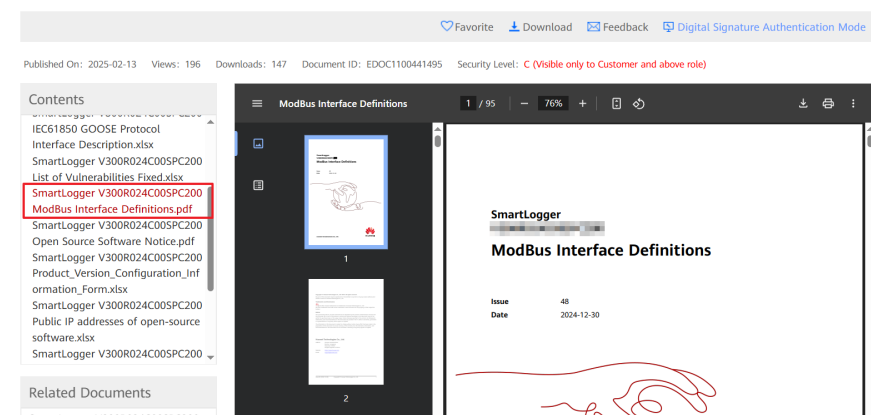 Favorite Download Feedback Digital Signature Authentication Mode
Published On: 2025-02-13 Views: 196 Downloads: 147 Document ID: EDOC1100441495 Security Level: C (Visible only to Customer and above role)
Contents
IEC61850 GOOSE Protocol
Interface Description.xlsx
SmartLogger V300R024C00SPC200
List of Vulnerabilities Fixed.xlsx
SmartLogger V300R024C00SPC200
ModBus Interface Definitions.pdf
SmartLogger V300R024C00SPC200
Open Source Software Notice.pdf
SmartLogger V300R024C00SPC200
Product_Version_Configuration_Inf
ormation_Form.xlsx
SmartLogger V300R024C00SPC200
Public IP addresses of open-source
software.xlsx
SmartLogger V300R024C00SPC200
Related Documents
ModBus Interface Definitions 1 / 95 76%
1
2
SmartLogger
ModBus Interface Definitions
Issue 48
Date 2024-12-30